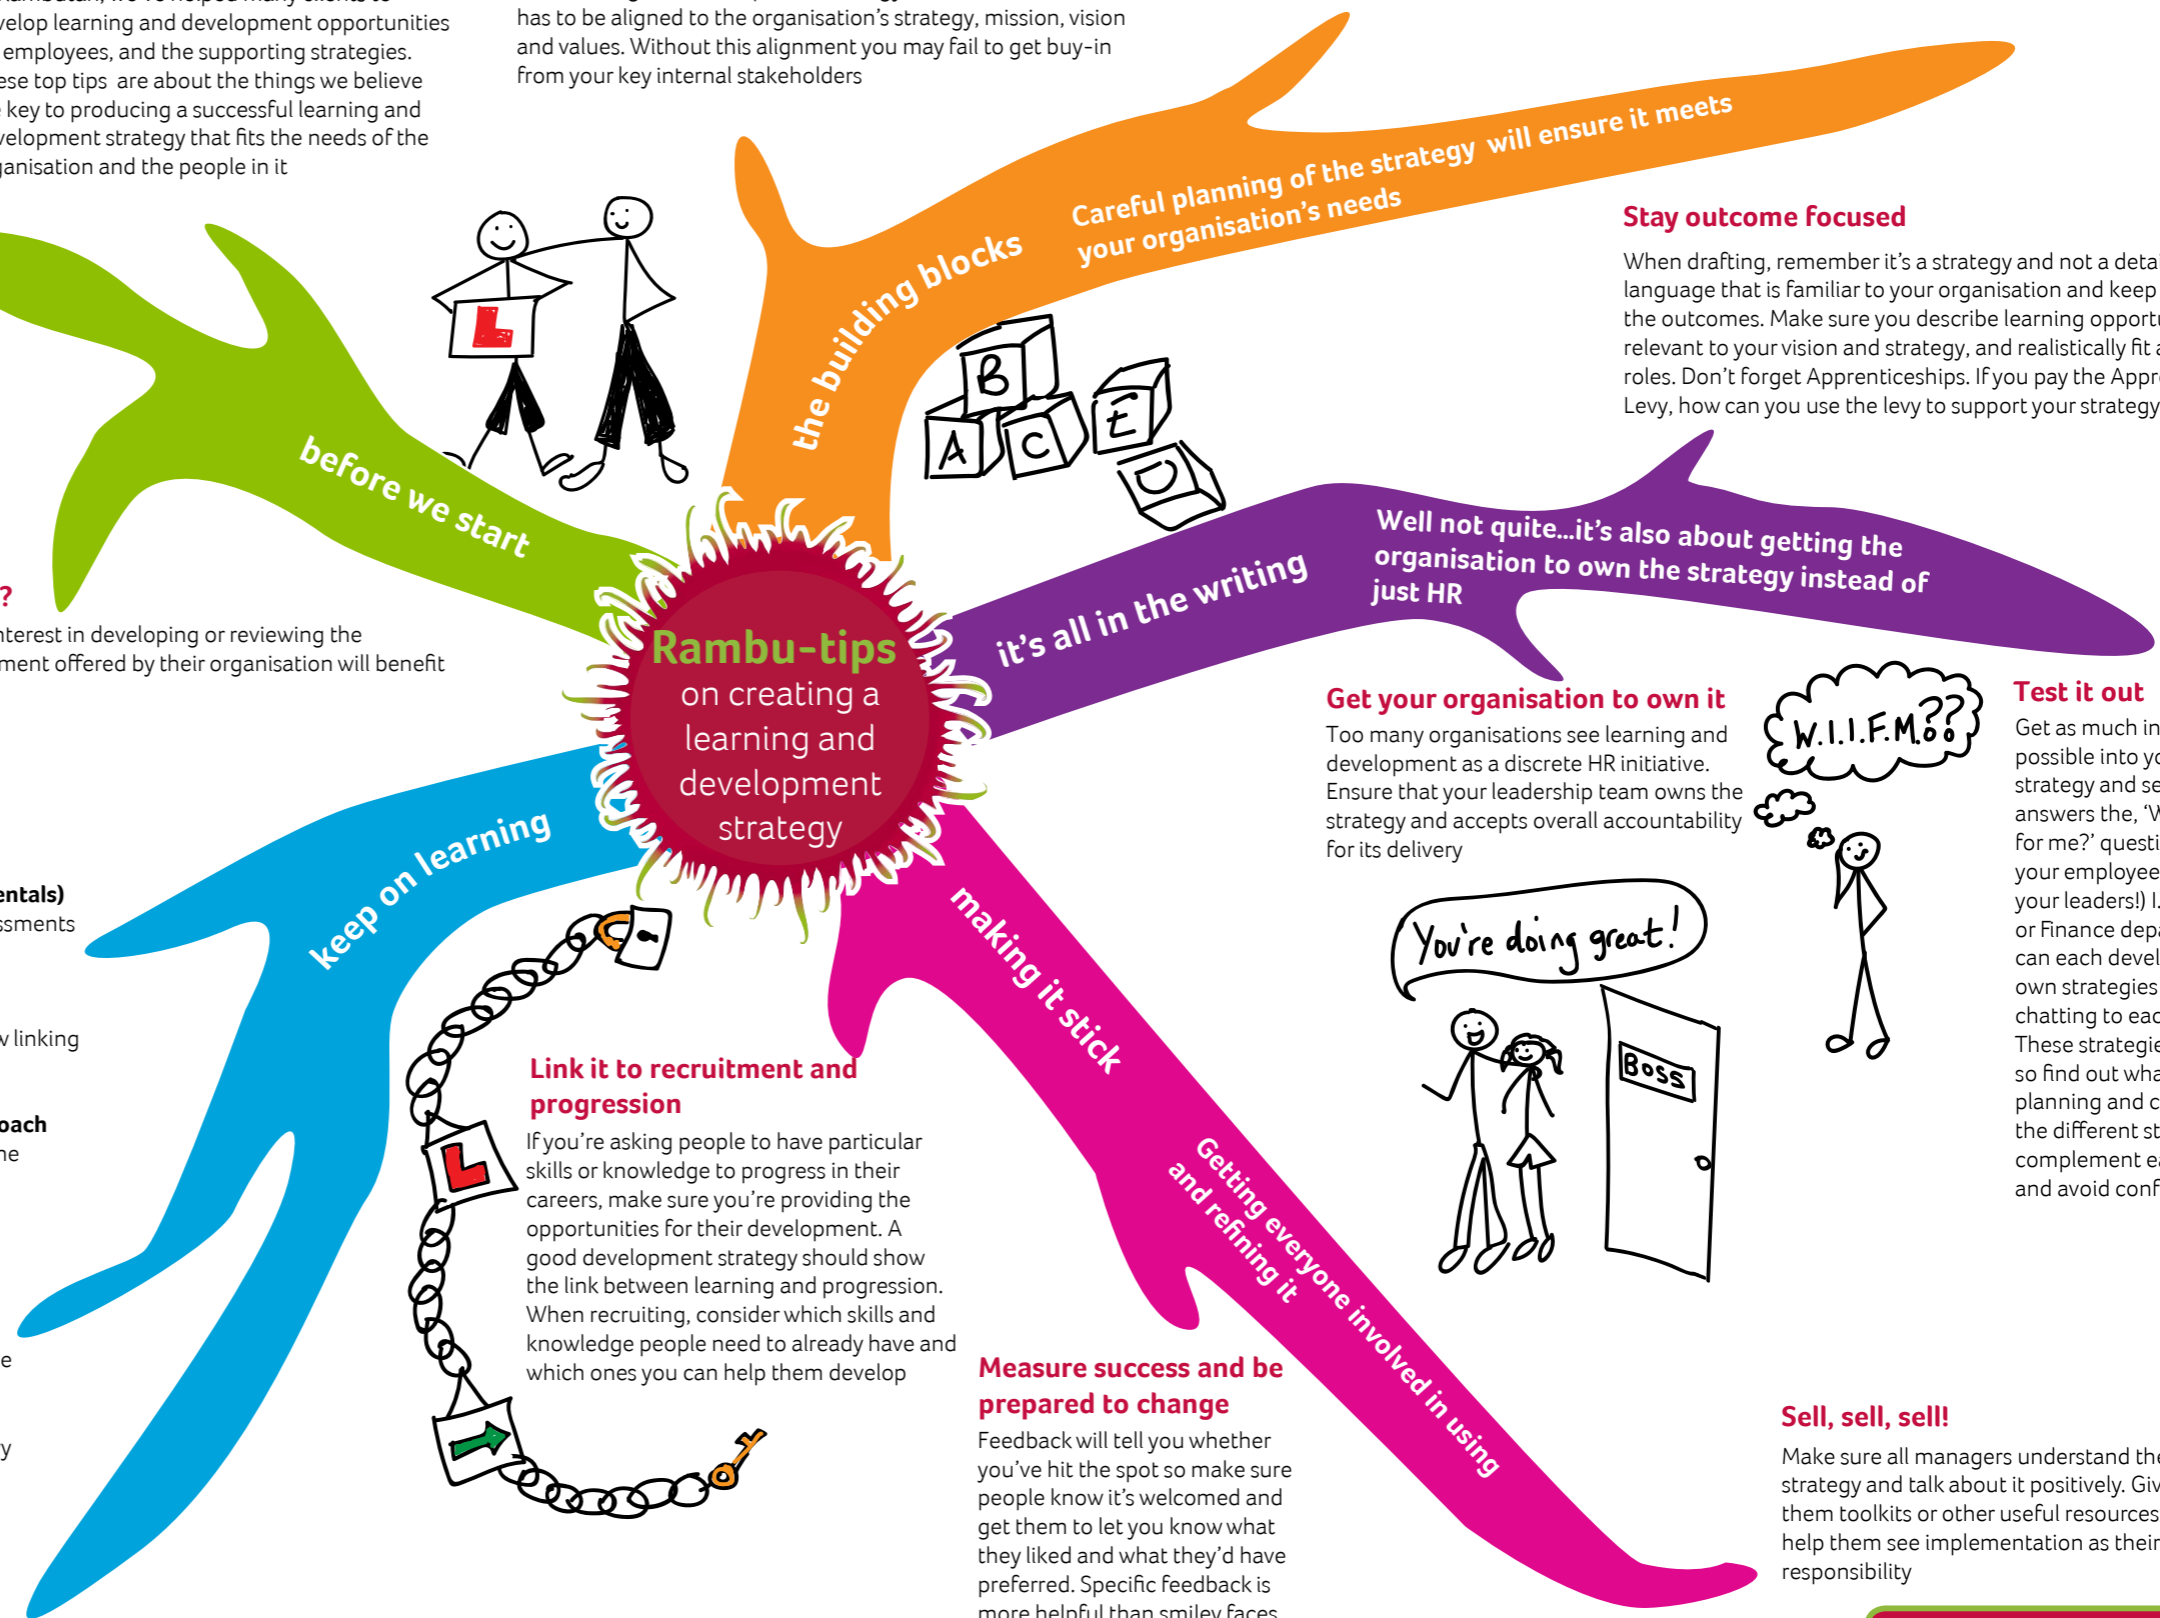 we've helped many clients to
velop learning and development opportunities
employees, and the supporting strategies.
ese top tips are about the things we believe
key to producing a successful learning and
velopment strategy that fits the needs of the
ganisation and the people in it
has to be aligned to the organisation's strategy, mission, vision
and values. Without this alignment you may fail to get buy-in
from your key internal stakeholders
before we start
the building blocks
Careful planning of the strategy will ensure it meets
your organisation's needs
L
B
A
C
E
D
Stay outcome focused
When drafting, remember it's a strategy and not a detai
language that is familiar to your organisation and keep
the outcomes. Make sure you describe learning opportu
relevant to your vision and strategy, and realistically fit a
roles. Don't forget Apprenticeships. If you pay the Appre
Levy, how can you use the levy to support your strategy
it's all in the writing
Well not quite...it's also about getting the
organisation to own the strategy instead of
just HR
?
nterest in developing or reviewing the
ment offered by their organisation will benefit
Rambu-tips
on creating a
learning and
development
strategy
Get your organisation to own it
Too many organisations see learning and
development as a discrete HR initiative.
Ensure that your leadership team owns the
strategy and accepts overall accountability
for its delivery
W.I.I.F.M.??
Test it out
Get as much in
possible into yo
strategy and se
answers the, 'W
for me?' questi
your employee
your leaders!) I.
or Finance depa
can each devel
own strategies
chatting to eac
These strategie
so find out wha
planning and c
the different st
complement ea
and avoid conf
You're doing great!
BOSS
keep on learning
entals)
ssments
w linking
oach
ne
e
ry
L
Link it to recruitment and
progression
If you're asking people to have particular
skills or knowledge to progress in their
careers, make sure you're providing the
opportunities for their development. A
good development strategy should show
the link between learning and progression.
When recruiting, consider which skills and
knowledge people need to already have and
which ones you can help them develop
making it stick
Getting everyone involved in using
and refining it
Measure success and be
prepared to change
Feedback will tell you whether
you've hit the spot so make sure
people know it's welcomed and
get them to let you know what
they liked and what they'd have
preferred. Specific feedback is
more helpful than smiley faces
Sell, sell, sell!
Make sure all managers understand the
strategy and talk about it positively. Giv
them toolkits or other useful resources
help them see implementation as their
responsibility